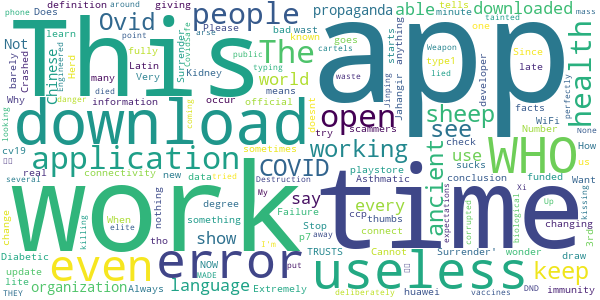 phone Does definition around giving
Please
Ovid people propaganda able downloaded
minute developer tainted mass
Not Crashed learn barely
Chinese Engineered Herd
fully Surrender
point Kidney CovidSafe
known bad wast
Very many died
This app
The world tells anything starts goes
Since late one type1 lied
Weapon public cartels typing
Jahangir Jinping
health
arse
download open sheep WHO
Latin means occur
Why information official
try scammers
see use check sucks facts
WiFi Number
perfectly None us
waste danger coming
application COVID working
cv19 new data tried
connectivity sometimes
real several
looking
playstore Asthmatic
doesnt
conclusion funded How
Want
ancient
biological
expectations
Xi
work time
killing
Diabetic
When
degree
nothing something
My
Destruction
say every
Failure
thumbs
Stop p7
ccp connect
TRUSTS
Cannot
Surrender'
wonder
draw
3rd
Up
kissing
changing
even error show
tho
change
update
lite
THEY
organization
Always
elite
NOW
MADE
language
Extremely
I'm
put
away
useless
deliberately
huawei
corrupted
DND
vaccines
keep
immunity